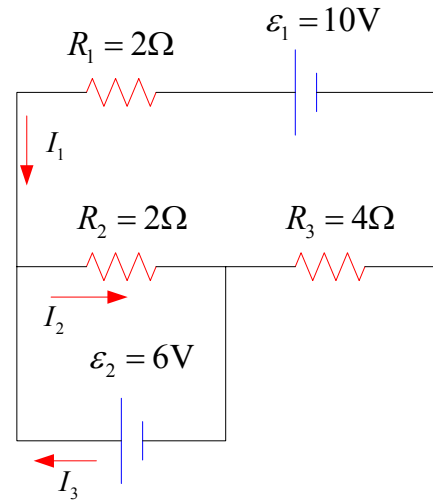 ε₁ = 10V
R₁ = 2Ω
I₁
R₂ = 2Ω
R₃ = 4Ω
I₂
ε₂ = 6V
I₃